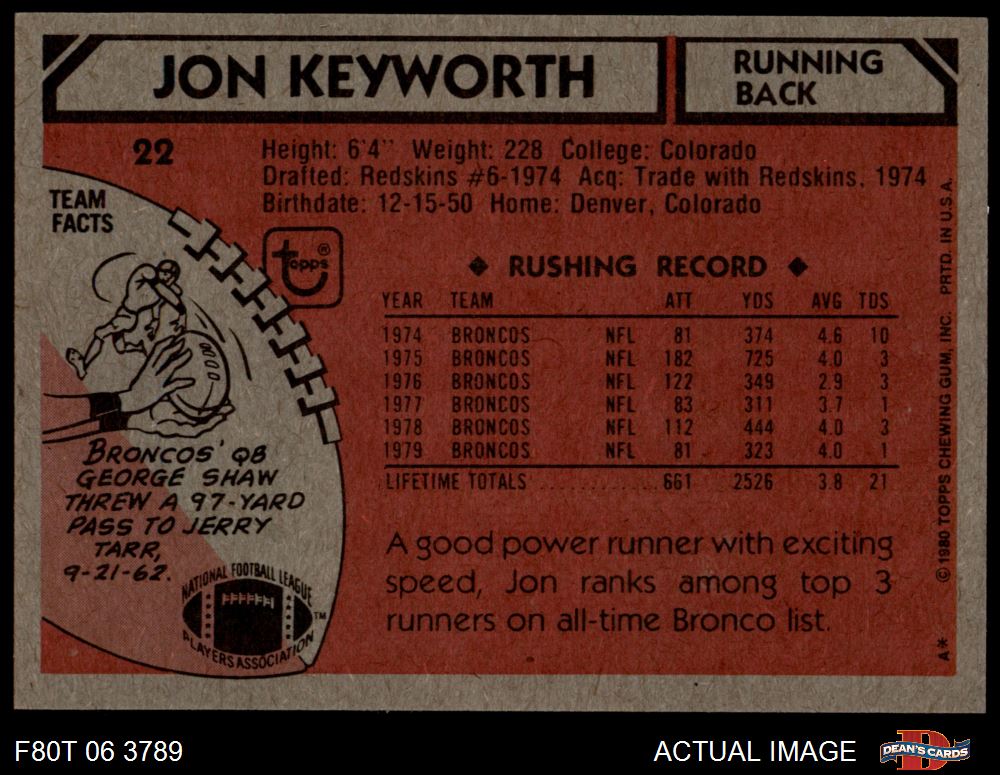 JON KEYWORTH
RUNNING
BACK
22
Height: 6'4" Weight: 228 College: Colorado
Drafted: Redskins #6-1974 Acq: Trade with Redskins, 1974
Birthdate: 12-15-50 Home: Denver, Colorado
TEAM
FACTS
topps®
◆ RUSHING RECORD ◆
YEAR TEAM ATT YDS AVG TDS
1974 BRONCOS NFL 81 374 4.6 10
1975 BRONCOS NFL 182 725 4.0 3
1976 BRONCOS NFL 122 349 2.9 3
1977 BRONCOS NFL 83 311 3.7 1
1978 BRONCOS NFL 112 444 4.0 3
1979 BRONCOS NFL 81 323 4.0 1
LIFETIME TOTALS 661 2526 3.8 21
BRONCOS' QB
GEORGE SHAW
THREW A 97-YARD
PASS TO JERRY
TARR,
9-21-62.
NATIONAL FOOTBALL LEAGUE
PLAYERS ASSOCIATION
TM
A good power runner with exciting
speed, Jon ranks among top 3
runners on all-time Bronco list.
A* © 1980 TOPPS CHEWING GUM, INC. PRTD. IN U.S.A.
F80T 06 3789
ACTUAL IMAGE
D
DEAN'S CARDS